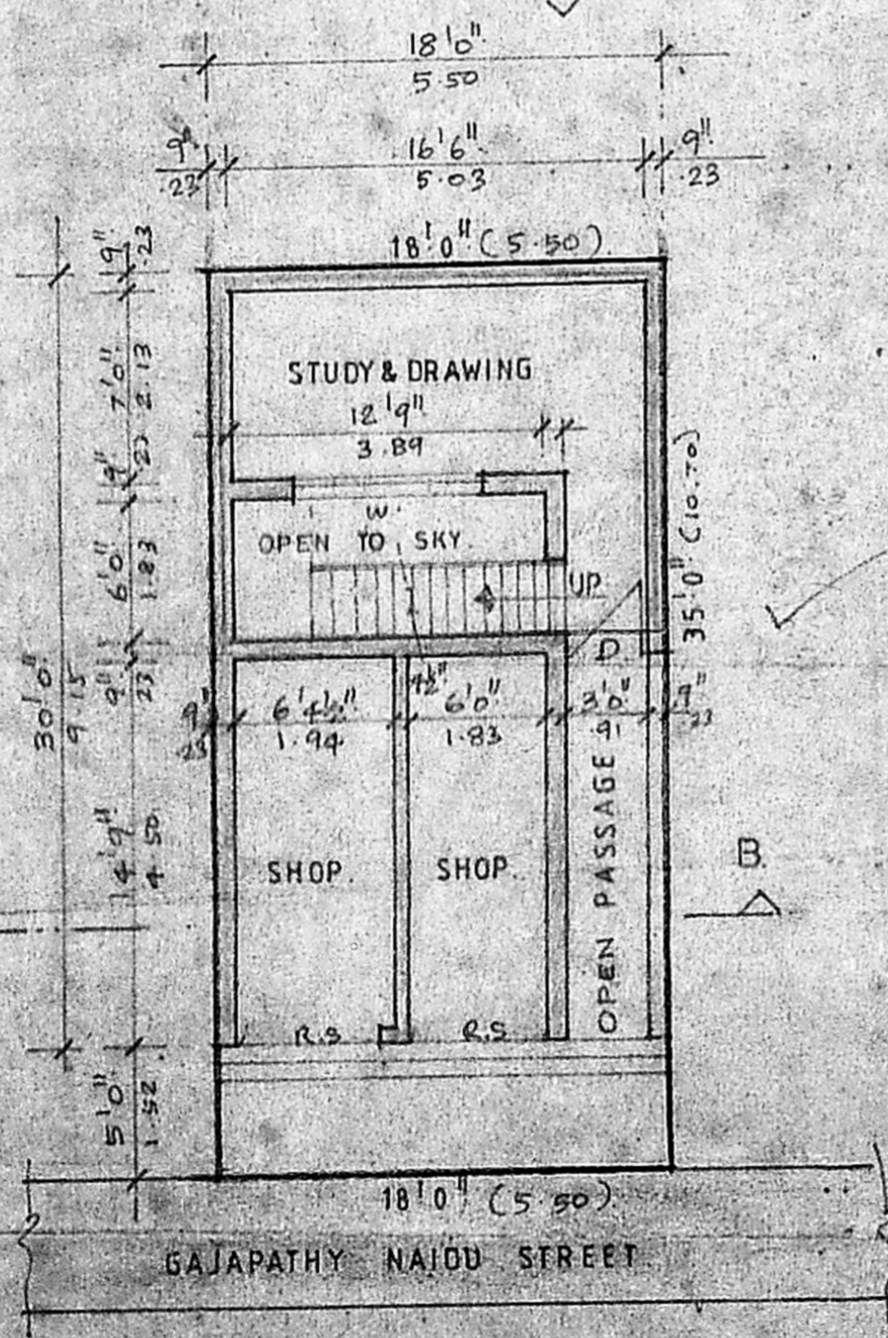 18'0"
5.50
9" 16'6" 9"
.23 5.03 .23
18'0" (5.50)
9"
.23
STUDY & DRAWING
7'0"
2.13
12'9"
3.89
9"
23
W.
OPEN TO SKY.
6'0"
1.83
UP
35'0" (10.70)
D
9"
23
30'0"
9.15
4½"
9" 6'4½" 6'0" 3'0" 9"
23 1.94 1.83 .91 23
14'9"
4.50
SHOP. SHOP.
OPEN PASSAGE
B.
R.S R.S
5'0"
1.52
18'0" (5.50)
GAJAPATHY NAIDU STREET.